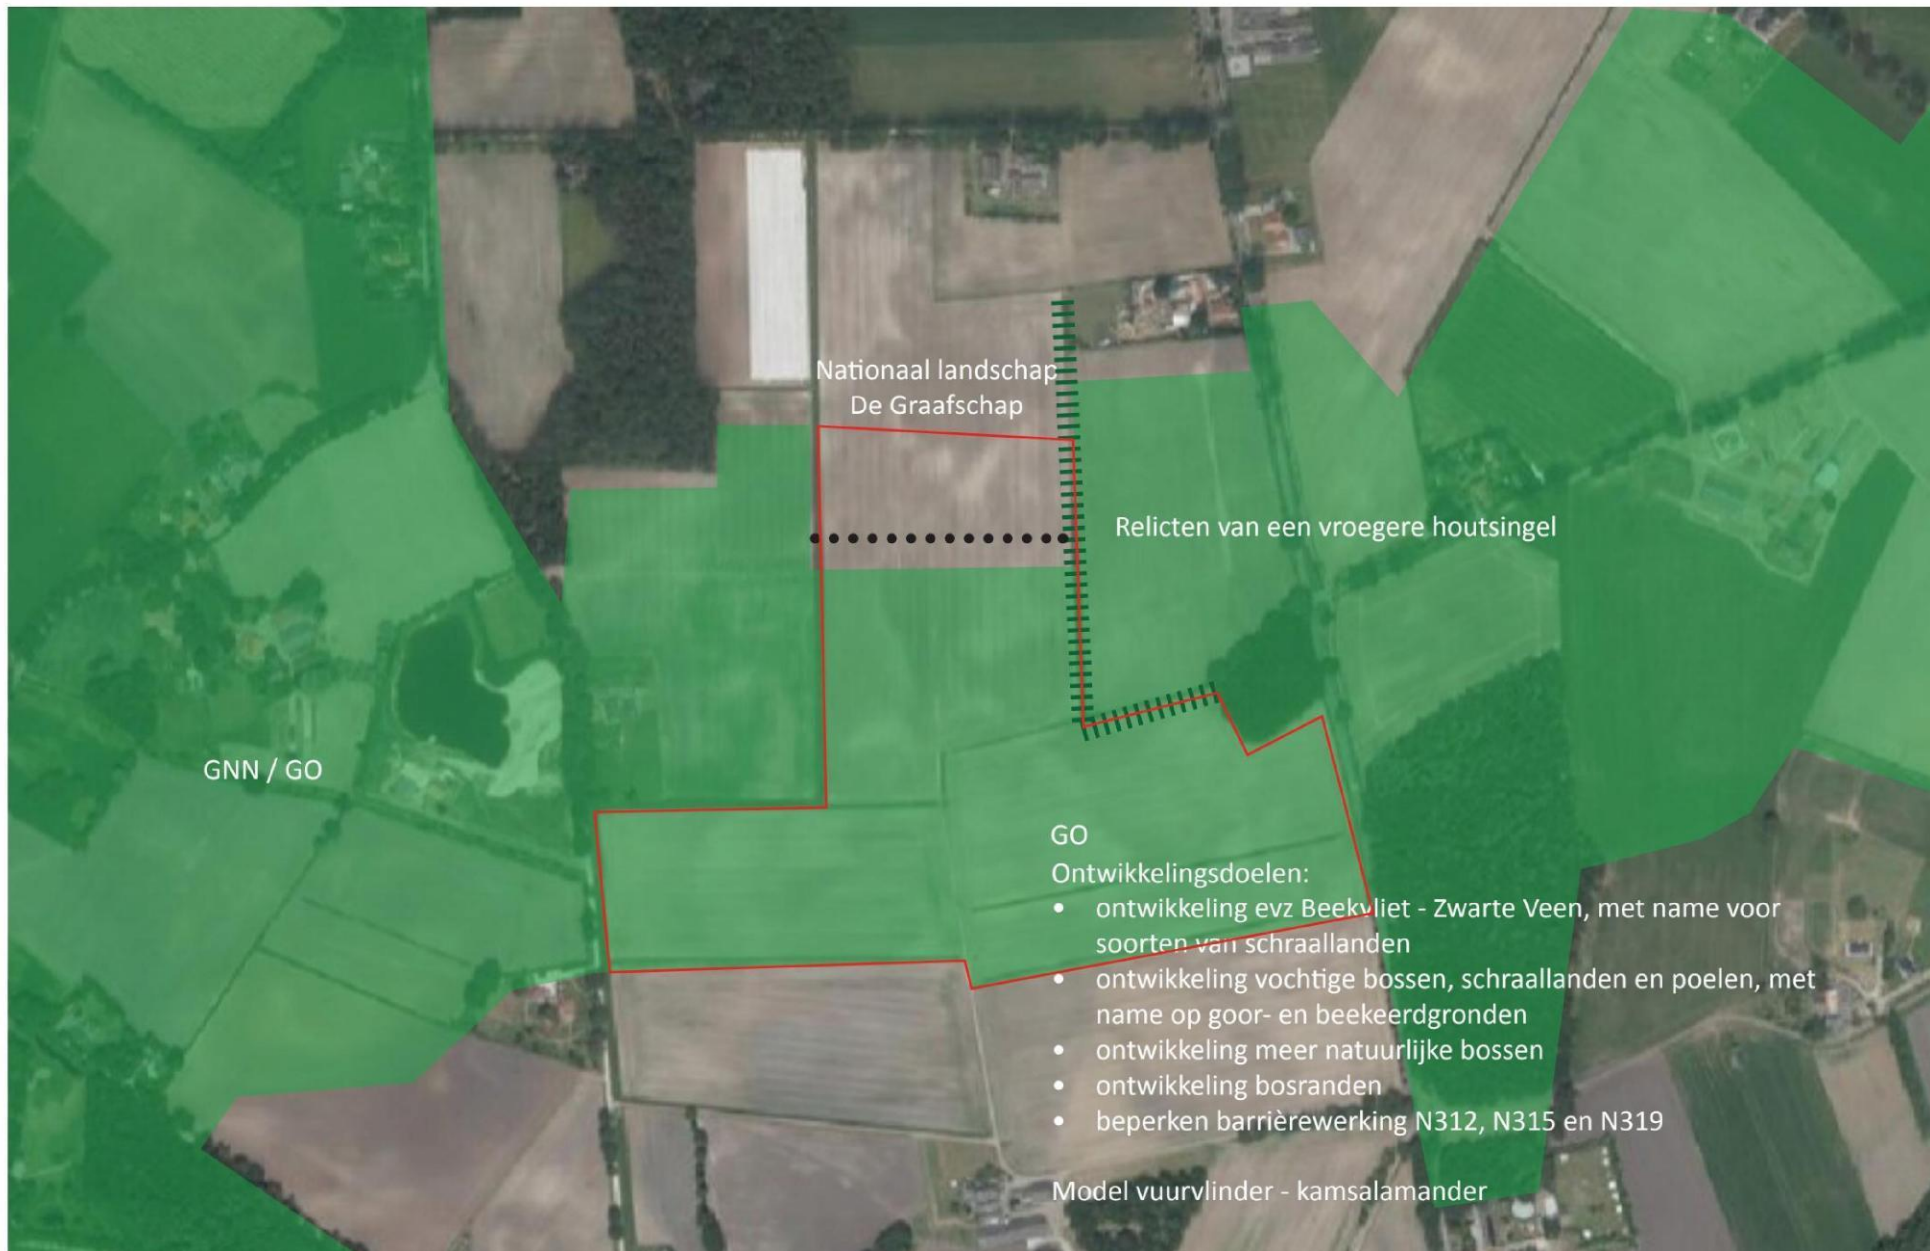 Nationaal landschap
De Graafschap
Relicten van een vroegere houtsingel
GNN / GO
GO
Ontwikkelingsdoelen:
• ontwikkeling evz Beekvliet - Zwarte Veen, met name voor
soorten van schraallanden
• ontwikkeling vochtige bossen, schraallanden en poelen, met
name op goor- en beekeerdgronden
• ontwikkeling meer natuurlijke bossen
• ontwikkeling bosranden
• beperken barrièrewerking N312, N315 en N319
Model vuurvlinder - kamsalamander